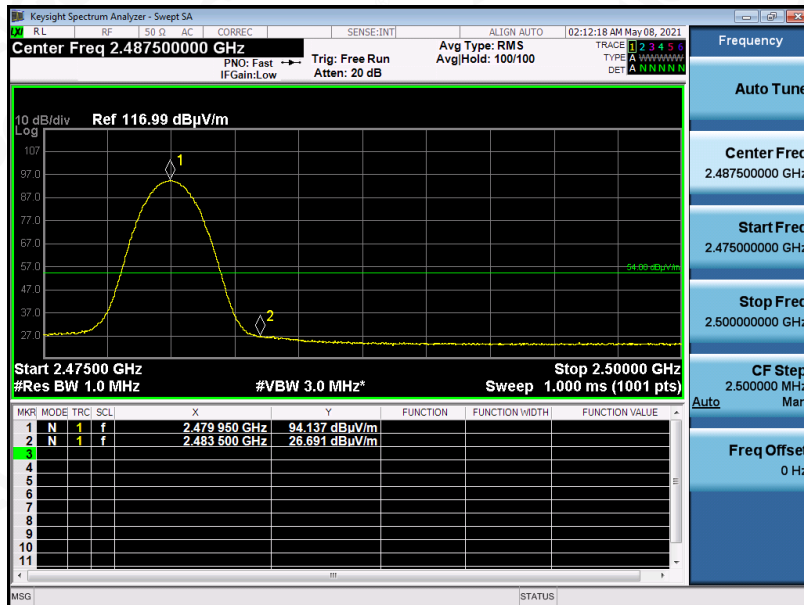 Keysight Spectrum Analyzer - Swept SA
LXI RL RF 50 Ω AC CORREC SENSE:INT ALIGN AUTO 02:12:18 AM May 08, 2021
Center Freq 2.487500000 GHz
PNO: Fast
IFGain:Low
Trig: Free Run
Atten: 20 dB
Avg Type: RMS
Avg|Hold: 100/100
TRACE 1 2 3 4 5 6
TYPE A WWWWW
DET A N N N N N
10 dB/div Ref 116.99 dBµV/m
Log
107
97.0
87.0
77.0
67.0
57.0
47.0
37.0
27.0
1
2
54.00 dBµV/m
Start 2.47500 GHz Stop 2.50000 GHz
#Res BW 1.0 MHz #VBW 3.0 MHz* Sweep 1.000 ms (1001 pts)
MKR MODE TRC SCL X Y FUNCTION FUNCTION WIDTH FUNCTION VALUE
1 N 1 f 2.479 950 GHz 94.137 dBµV/m
2 N 1 f 2.483 500 GHz 26.691 dBµV/m
3
4
5
6
7
8
9
10
11
MSG STATUS
Frequency
Auto Tune
Center Freq
2.487500000 GHz
Start Freq
2.475000000 GHz
Stop Freq
2.500000000 GHz
CF Step
2.500000 MHz
Auto Man
Freq Offset
0 Hz